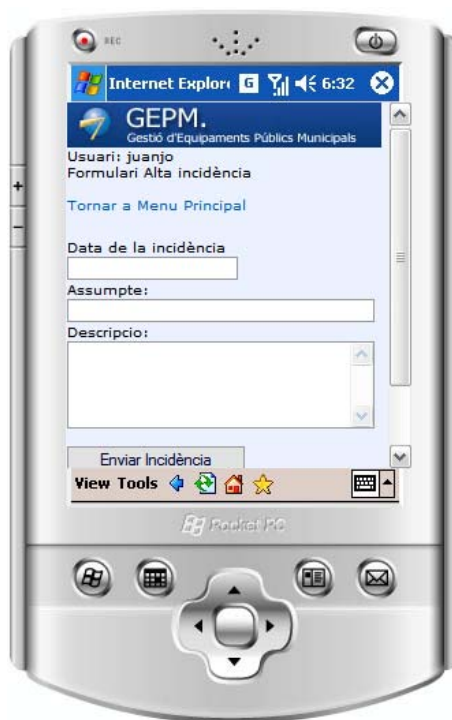 REC
Internet Explor G 6:32
GEPM.
Gestió d'Equipaments Públics Municipals
Usuari: juanjo
Formulari Alta incidència
Tornar a Menu Principal
Data de la incidència
Assumpte:
Descripcio:
Enviar Incidència
View Tools
Pocket PC
+
-